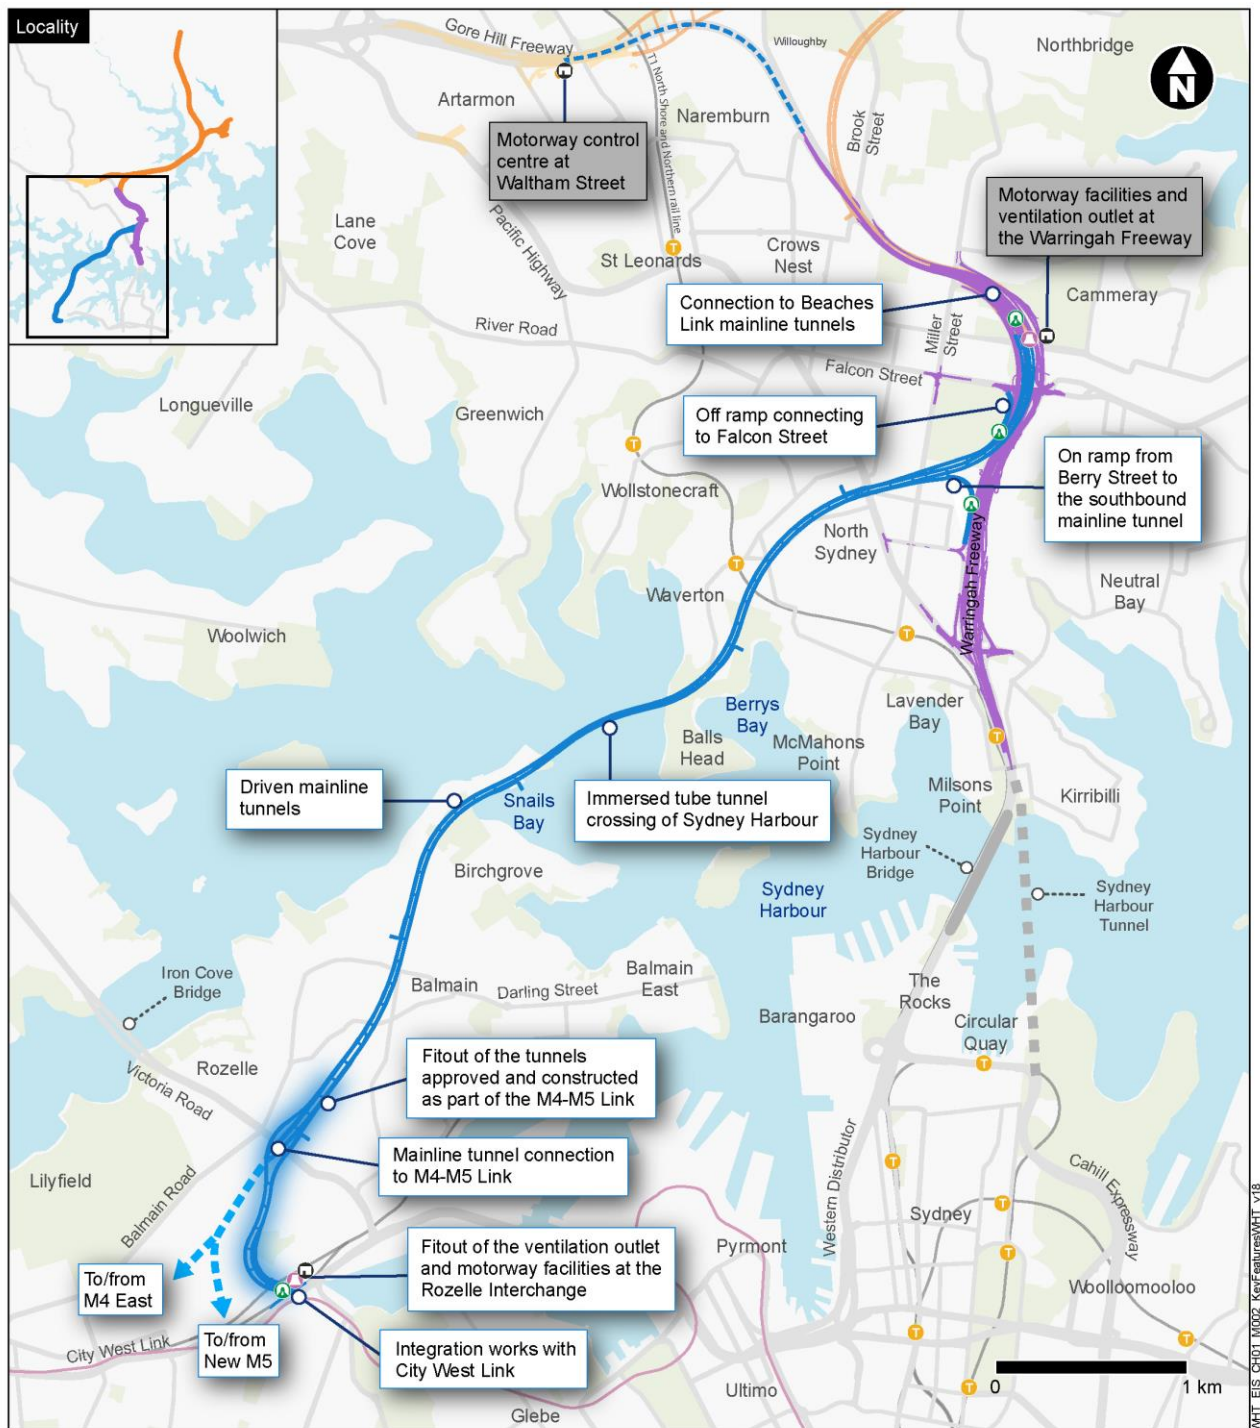 Locality
Gore Hill Freeway
Willoughby
Northbridge
N
T1 North Shore and Northern rail line
Artarmon
Naremburn
Brook
Street
Motorway control
centre at
Waltham Street
Motorway facilities and
ventilation outlet at
the Warringah Freeway
Lane
Cove
Pacific Highway
St Leonards
T
Crows
Nest
Connection to Beaches
Link mainline tunnels
Cammeray
River Road
Miller
Street
Falcon Street
Longueville
Greenwich
Off ramp connecting
to Falcon Street
T
On ramp from
Berry Street to
the southbound
mainline tunnel
Wollstonecraft
North
Sydney
Warringah Freeway
T
Waverton
Neutral
Bay
Woolwich
T
Berrys
Bay
Lavender
Bay
Balls
Head
McMahons
Point
T
Driven mainline
tunnels
Snails
Bay
Immersed tube tunnel
crossing of Sydney Harbour
Milsons
Point
Kirribilli
Sydney
Harbour
Bridge
Birchgrove
Sydney
Harbour
Sydney
Harbour
Tunnel
Iron Cove
Bridge
Balmain
Darling Street
Balmain
East
The
Rocks
Barangaroo
Circular
Quay
T
Rozelle
Victoria Road
Fitout of the tunnels
approved and constructed
as part of the M4-M5 Link
Mainline tunnel connection
to M4-M5 Link
Lilyfield
Balmain Road
Western Distributor
T
Cahill Expressway
T
Sydney
T
Pyrmont
Fitout of the ventilation outlet
and motorway facilities at the
Rozelle Interchange
To/from
M4 East
Woolloomooloo
To/from
New M5
City West Link
Integration works with
City West Link
T
T
T
Ultimo
Glebe
0
1 km
WHT_EIS_CH01_M002_KeyFeaturesWHT_v18